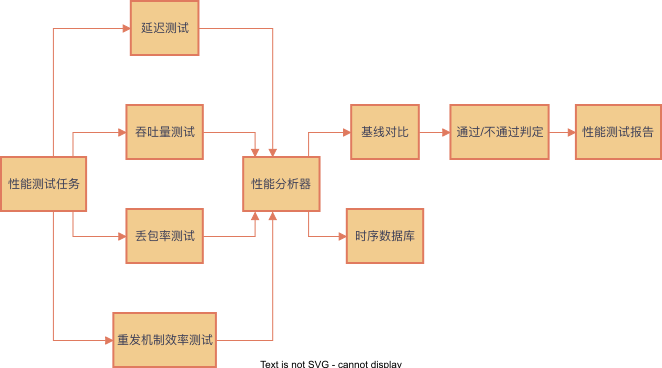 延迟测试
吞吐量测试
基线对比
通过/不通过判定
性能测试报告
性能测试任务
性能分析器
丢包率测试
时序数据库
重发机制效率测试
Text is not SVG - cannot display